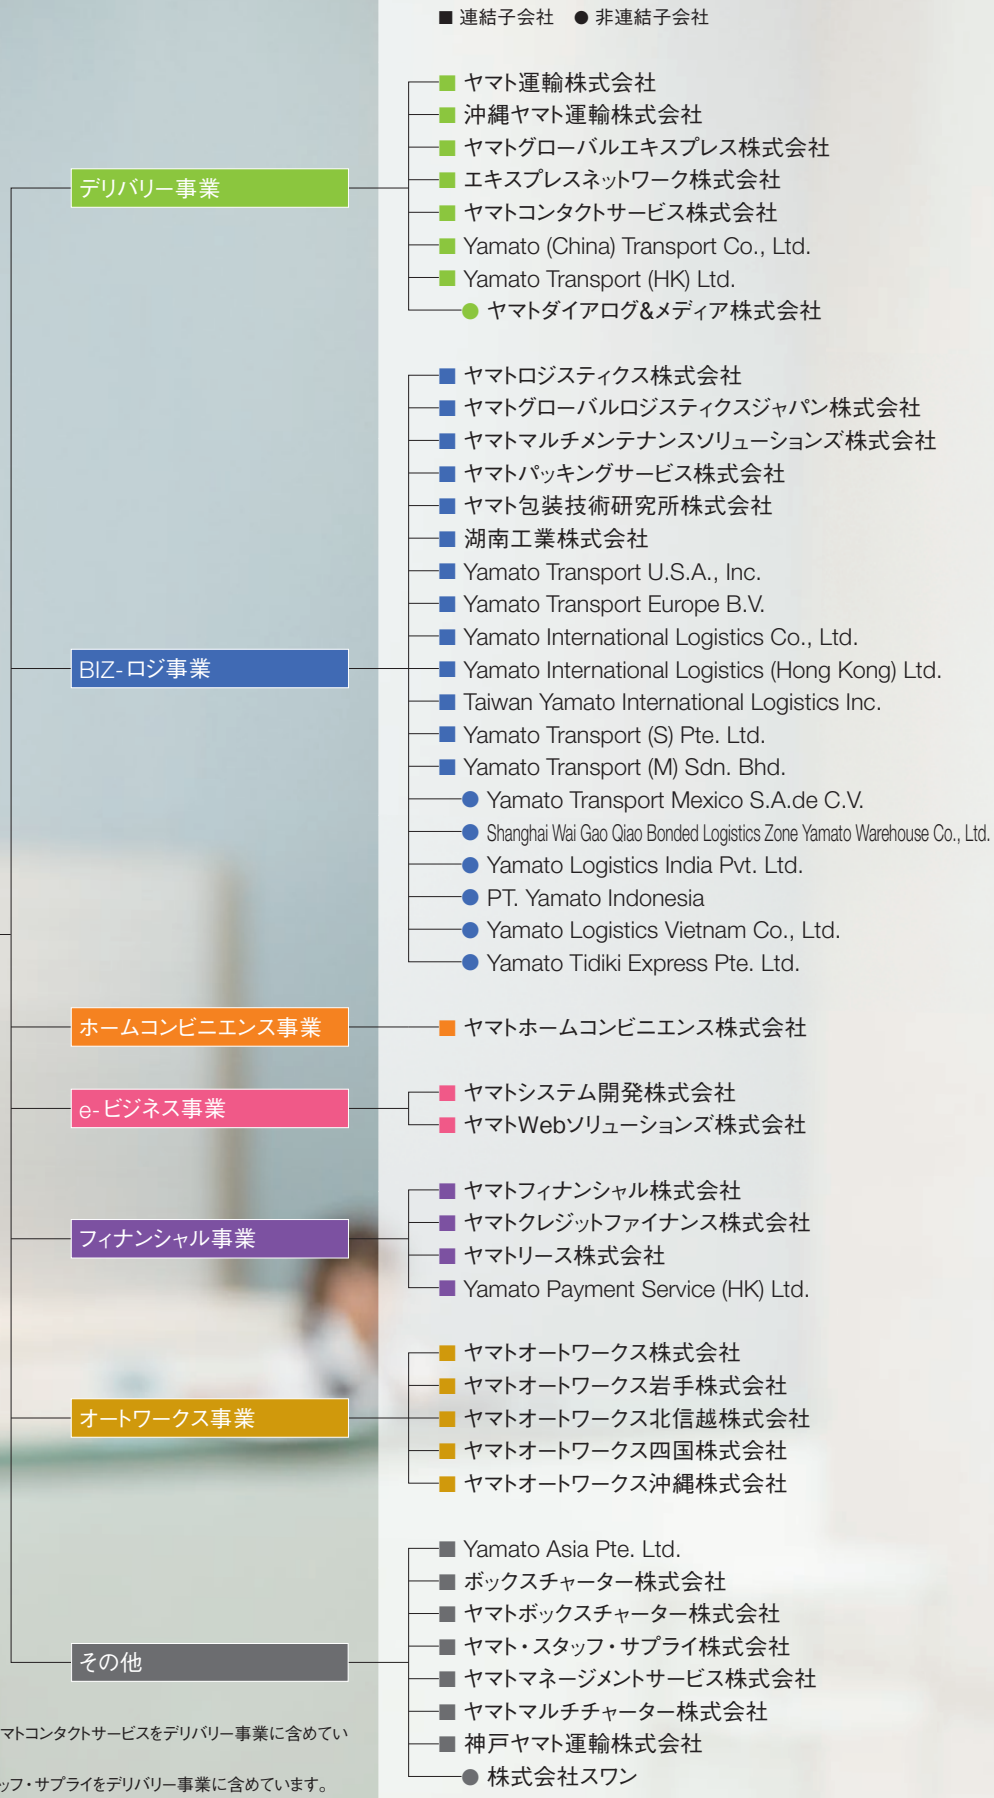 ■ 連結子会社 ● 非連結子会社
デリバリー事業
ヤマト運輸株式会社
沖縄ヤマト運輸株式会社
ヤマトグローバルエキスプレス株式会社
エキスプレスネットワーク株式会社
ヤマトコンタクトサービス株式会社
Yamato (China) Transport Co., Ltd.
Yamato Transport (HK) Ltd.
ヤマトダイアログ&メディア株式会社
BIZ-ロジ事業
ヤマトロジスティクス株式会社
ヤマトグローバルロジスティクスジャパン株式会社
ヤマトマルチメンテナンスソリューションズ株式会社
ヤマトパッキングサービス株式会社
ヤマト包装技術研究所株式会社
湖南工業株式会社
Yamato Transport U.S.A., Inc.
Yamato Transport Europe B.V.
Yamato International Logistics Co., Ltd.
Yamato International Logistics (Hong Kong) Ltd.
Taiwan Yamato International Logistics Inc.
Yamato Transport (S) Pte. Ltd.
Yamato Transport (M) Sdn. Bhd.
Yamato Transport Mexico S.A.de C.V.
Shanghai Wai Gao Qiao Bonded Logistics Zone Yamato Warehouse Co., Ltd.
Yamato Logistics India Pvt. Ltd.
PT. Yamato Indonesia
Yamato Logistics Vietnam Co., Ltd.
Yamato Tidiki Express Pte. Ltd.
ホームコンビニエンス事業
ヤマトホームコンビニエンス株式会社
e-ビジネス事業
ヤマトシステム開発株式会社
ヤマトWebソリューションズ株式会社
フィナンシャル事業
ヤマトフィナンシャル株式会社
ヤマトクレジットファイナンス株式会社
ヤマトリース株式会社
Yamato Payment Service (HK) Ltd.
オートワークス事業
ヤマトオートワークス株式会社
ヤマトオートワークス岩手株式会社
ヤマトオートワークス北信越株式会社
ヤマトオートワークス四国株式会社
ヤマトオートワークス沖縄株式会社
その他
Yamato Asia Pte. Ltd.
ボックスチャーター株式会社
ヤマトボックスチャーター株式会社
ヤマト・スタッフ・サプライ株式会社
ヤマトマネージメントサービス株式会社
ヤマトマルチチャーター株式会社
神戸ヤマト運輸株式会社
株式会社スワン
マトコンタクトサービスをデリバリー事業に含めてい
ッフ・サプライをデリバリー事業に含めています。